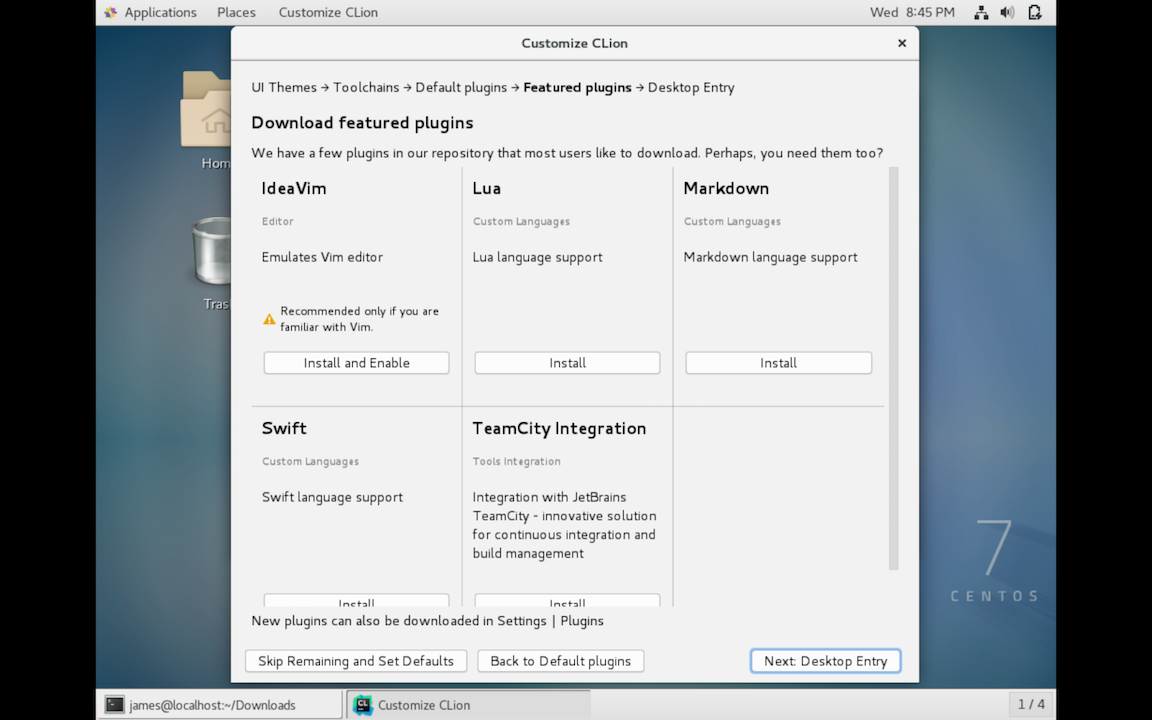 Applications Places Customize CLion Wed 8:45 PM
Customize CLion
UI Themes → Toolchains → Default plugins → Featured plugins → Desktop Entry
Download featured plugins
We have a few plugins in our repository that most users like to download. Perhaps, you need them too?
IdeaVim
Editor
Emulates Vim editor
Recommended only if you are
familiar with Vim.
Install and Enable
Lua
Custom Languages
Lua language support
Install
Markdown
Custom Languages
Markdown language support
Install
Swift
Custom Languages
Swift language support
Install
TeamCity Integration
Tools Integration
Integration with JetBrains
TeamCity - innovative solution
for continuous integration and
build management
Install
New plugins can also be downloaded in Settings | Plugins
Skip Remaining and Set Defaults Back to Default plugins Next: Desktop Entry
Hom
Tras
7
CENTOS
james@localhost:~/Downloads CL Customize CLion 1 / 4